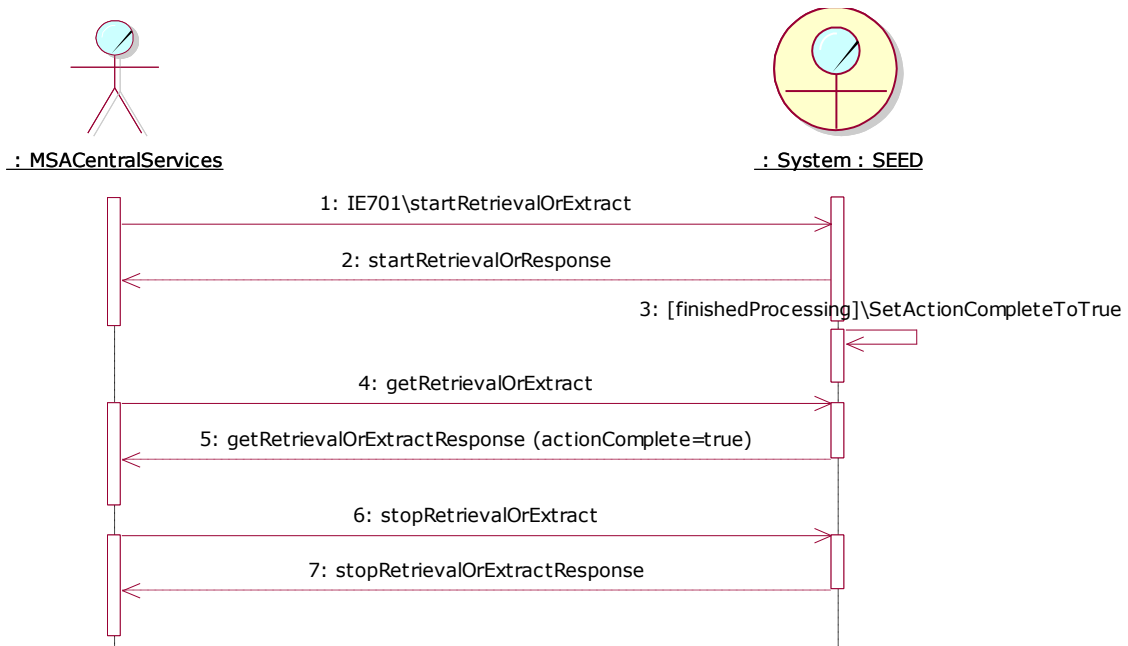 : MSACentralServices
: System : SEED
1: IE701\startRetrievalOrExtract
2: startRetrievalOrResponse
3: [finishedProcessing]\SetActionCompleteToTrue
4: getRetrievalOrExtract
5: getRetrievalOrExtractResponse (actionComplete=true)
6: stopRetrievalOrExtract
7: stopRetrievalOrExtractResponse